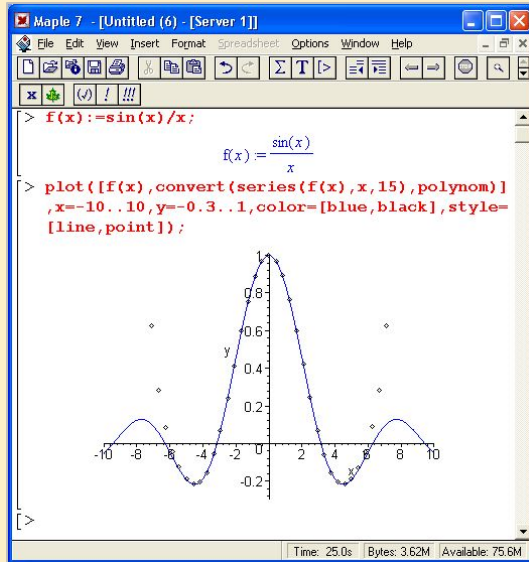 Maple 7 - [Untitled (6) - [Server 1]]
File Edit View Insert Format Spreadsheet Options Window Help
Σ T [>
x (√) ! !!!
[> f(x):=sin(x)/x;
f(x) := sin(x)/x
[> plot([f(x),convert(series(f(x),x,15),polynom)]
,x=-10..10,y=-0.3..1,color=[blue,black],style=
[line,point]);
1
0.8
0.6
y
0.4
0.2
-10 -8 -6 -4 -2 0 2 4 x 6 8 10
-0.2
[>
Time: 25.0s Bytes: 3.62M Available: 75.6M